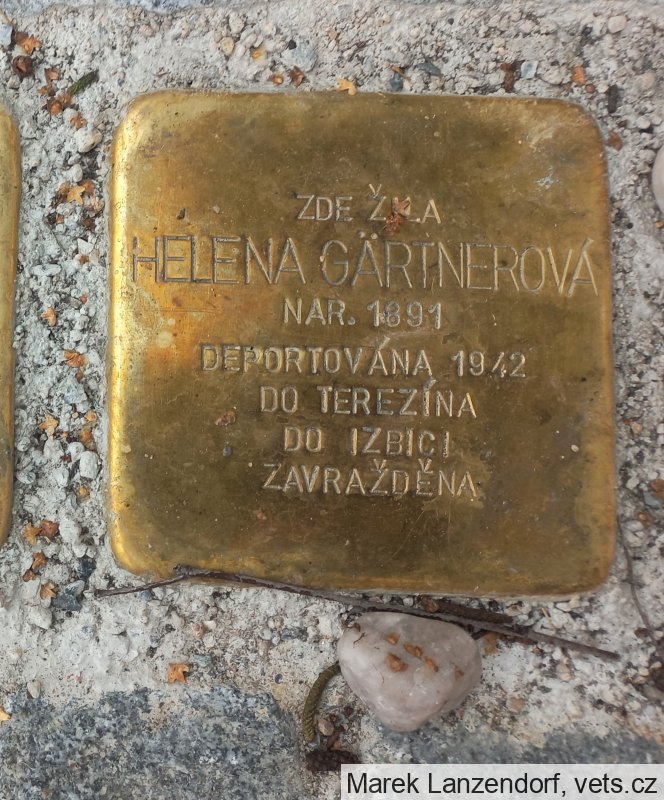 ZDE ŽILA
HELENA GÄRTNEROVÁ
NAR. 1891
DEPORTOVÁNA 1942
DO TEREZÍNA
DO IZBICI
ZAVRAŽDĚNA
Marek Lanzendorf, vets.cz